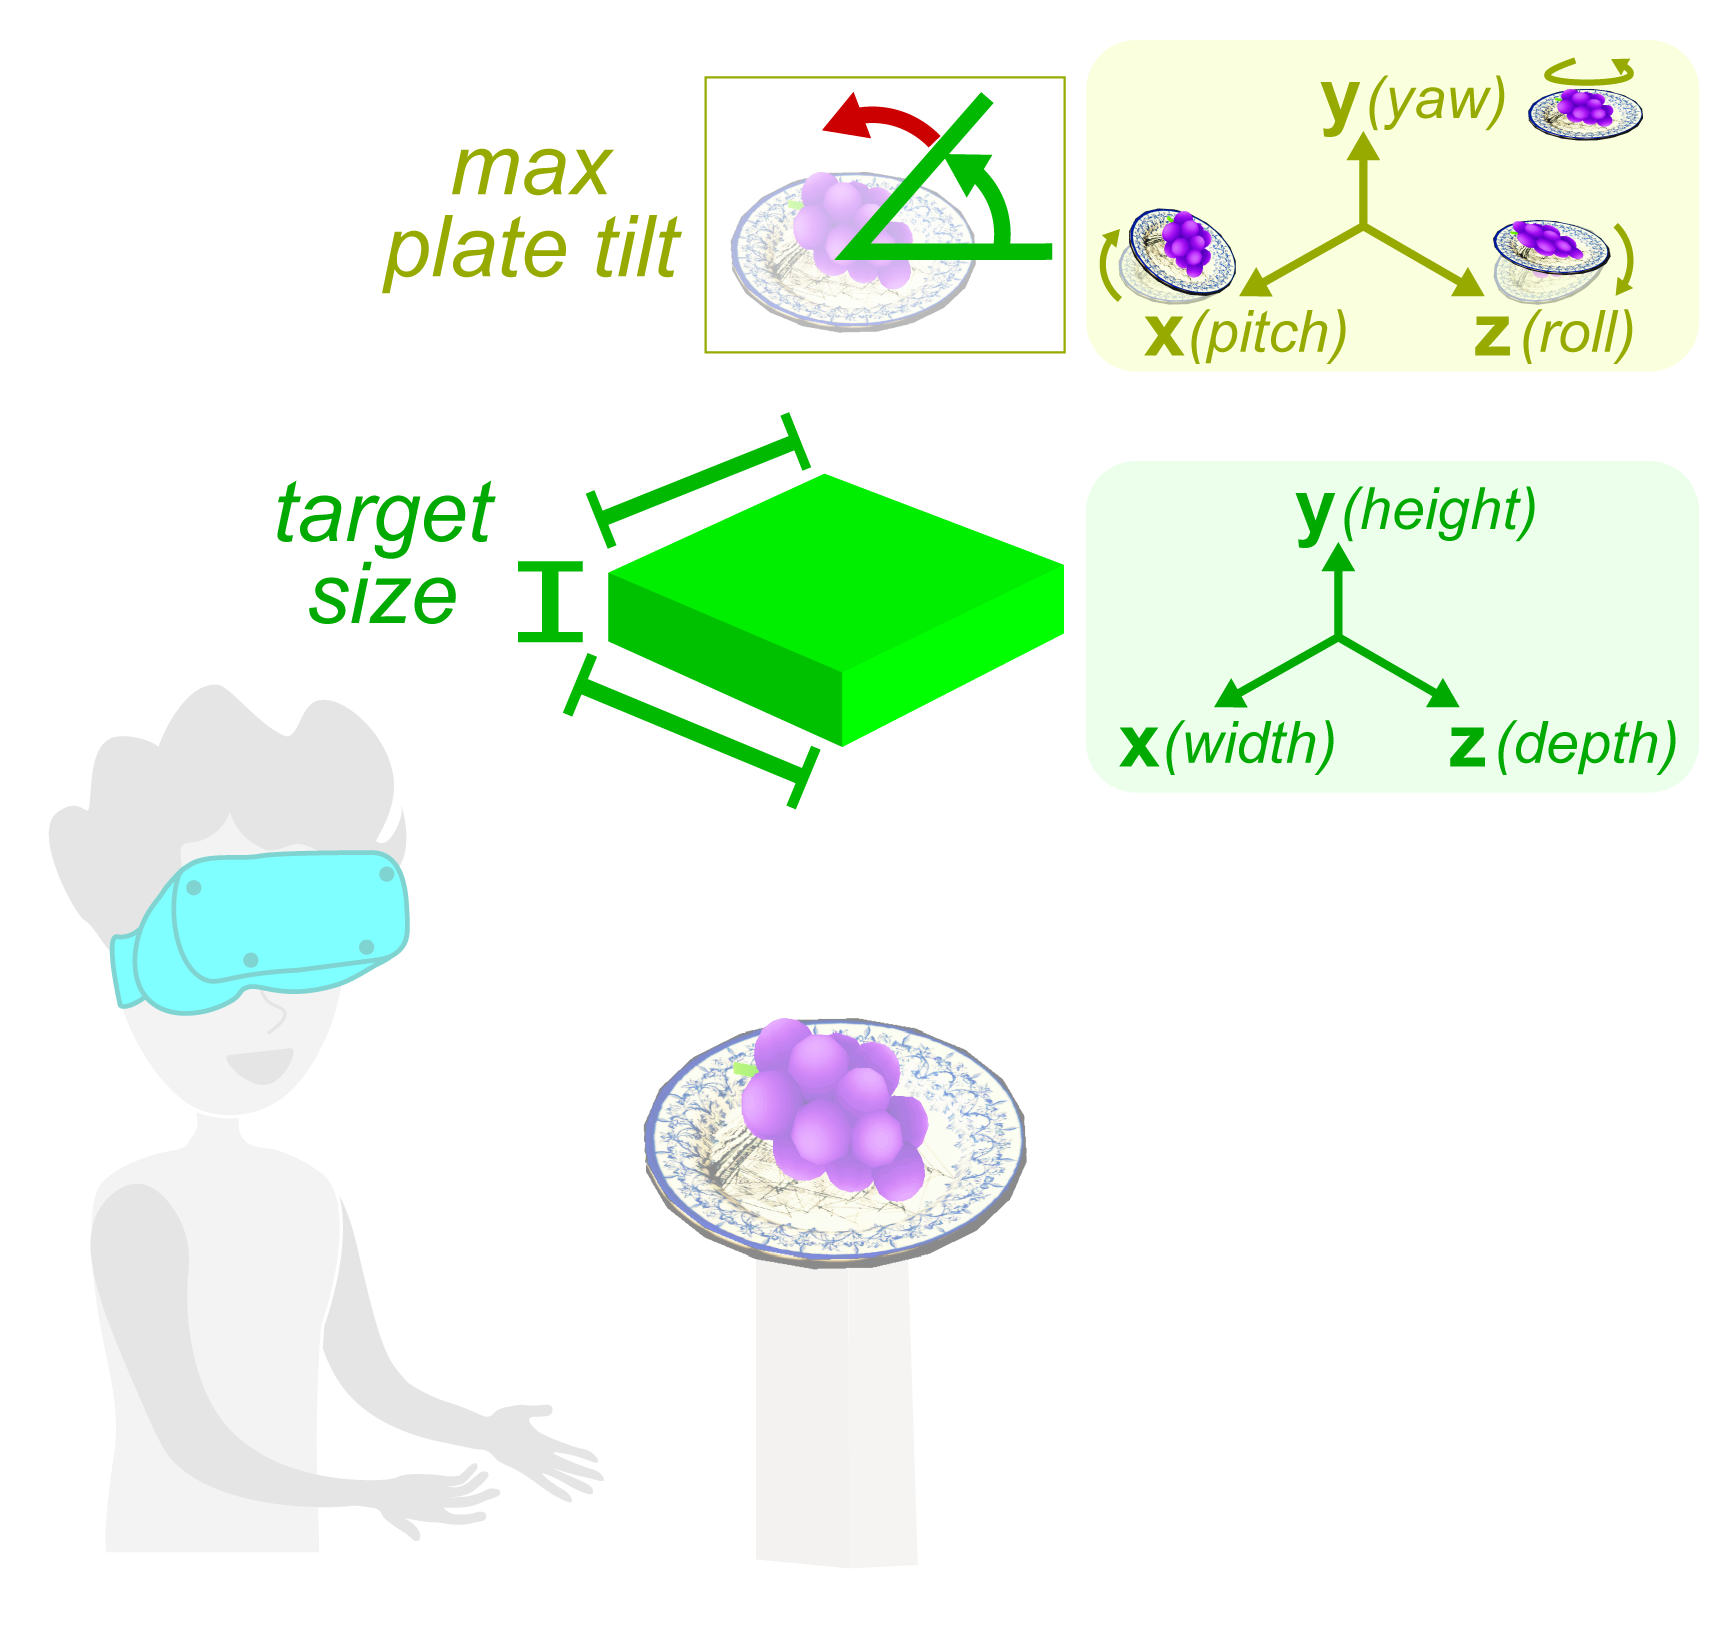 max
plate tilt
y (yaw)
x (pitch)
z (roll)
target
size
y (height)
x (width)
z (depth)